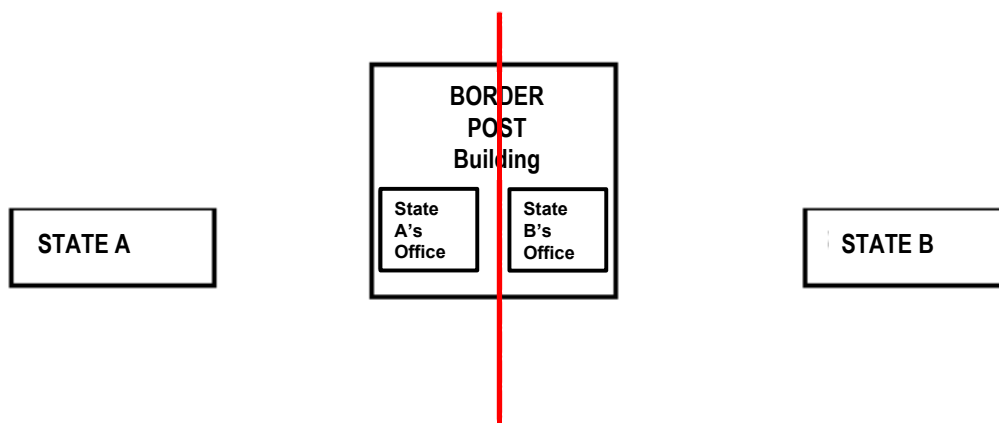 BORDER
POST
Building
State
A's
Office
State
B's
Office
STATE A
STATE B